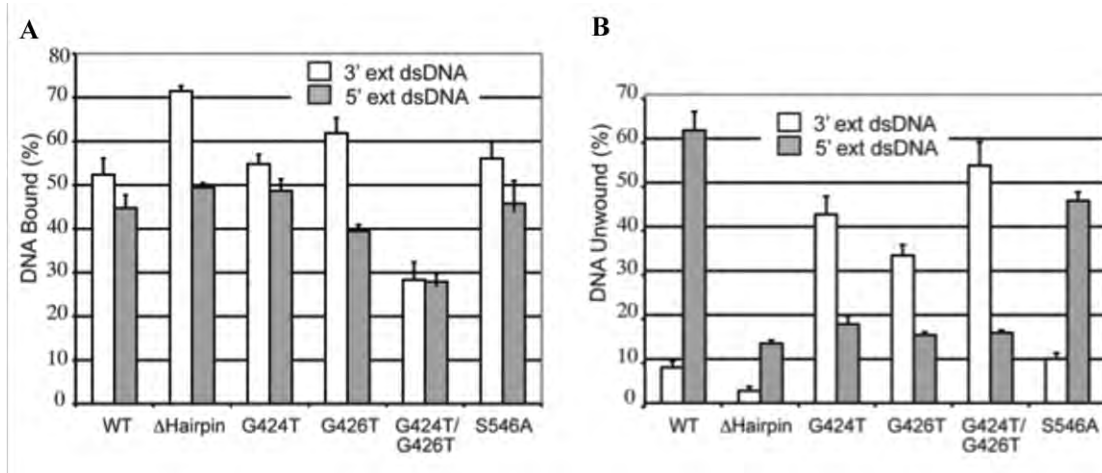 A
80
70
60
50
40
30
20
10
0
DNA Bound (%)
3' ext dsDNA
5' ext dsDNA
WT
ΔHairpin
G424T
G426T
G424T/
G426T
S546A
B
70
60
50
40
30
20
10
0
DNA Unwound (%)
3' ext dsDNA
5' ext dsDNA
WT
ΔHairpin
G424T
G426T
G424T/
G426T
S546A